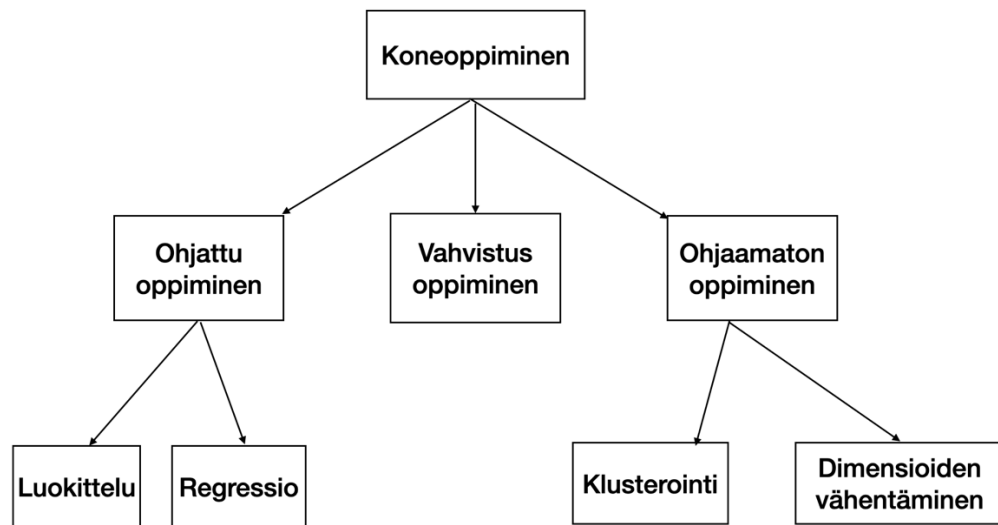 Koneoppiminen
Ohjattu
oppiminen
Vahvistus
oppiminen
Ohjaamaton
oppiminen
Luokittelu
Regressio
Klusterointi
Dimensioiden
vähentäminen